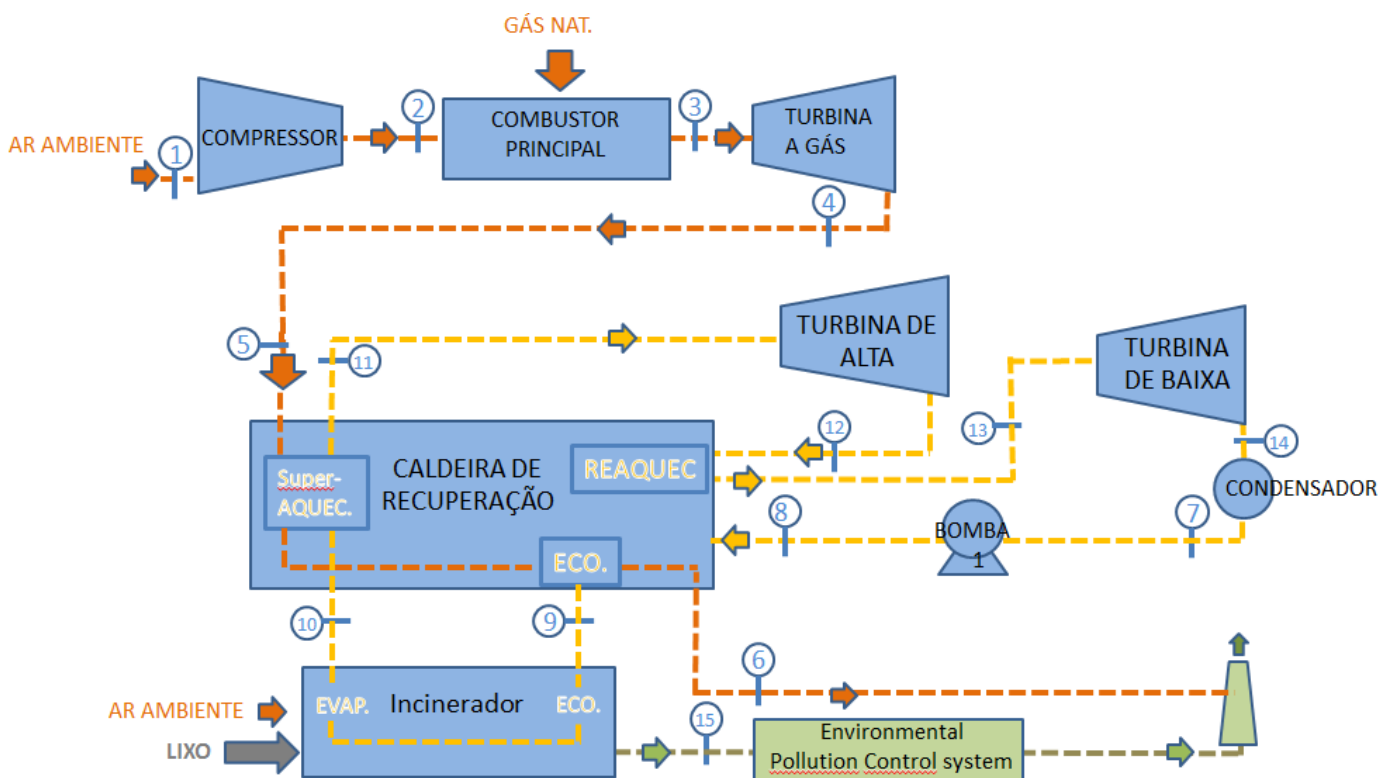 GÁS NAT.
AR AMBIENTE
1
COMPRESSOR
2
COMBUSTOR
PRINCIPAL
3
TURBINA
A GÁS
4
5
11
TURBINA DE
ALTA
TURBINA
DE BAIXA
12
13
14
Super-
AQUEC.
CALDEIRA DE
RECUPERAÇÃO
REAQUEC
CONDENSADOR
8
BOMBA
1
7
ECO.
10
9
6
AR AMBIENTE
LIXO
EVAP.
Incinerador
ECO.
15
Environmental
Pollution Control system